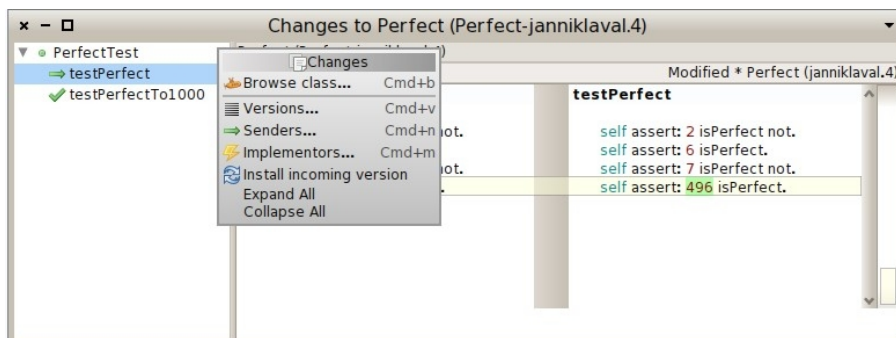 Changes to Perfect (Perfect-janniklaval.4)
PerfectTest
testPerfect
testPerfectTo1000
Changes
Browse class... Cmd+b
Versions... Cmd+v
Senders... Cmd+n
Implementors... Cmd+m
Install incoming version
Expand All
Collapse All
not.
not.
Modified * Perfect (janniklaval.4)
testPerfect
self assert: 2 isPerfect not.
self assert: 6 isPerfect.
self assert: 7 isPerfect not.
self assert: 496 isPerfect.